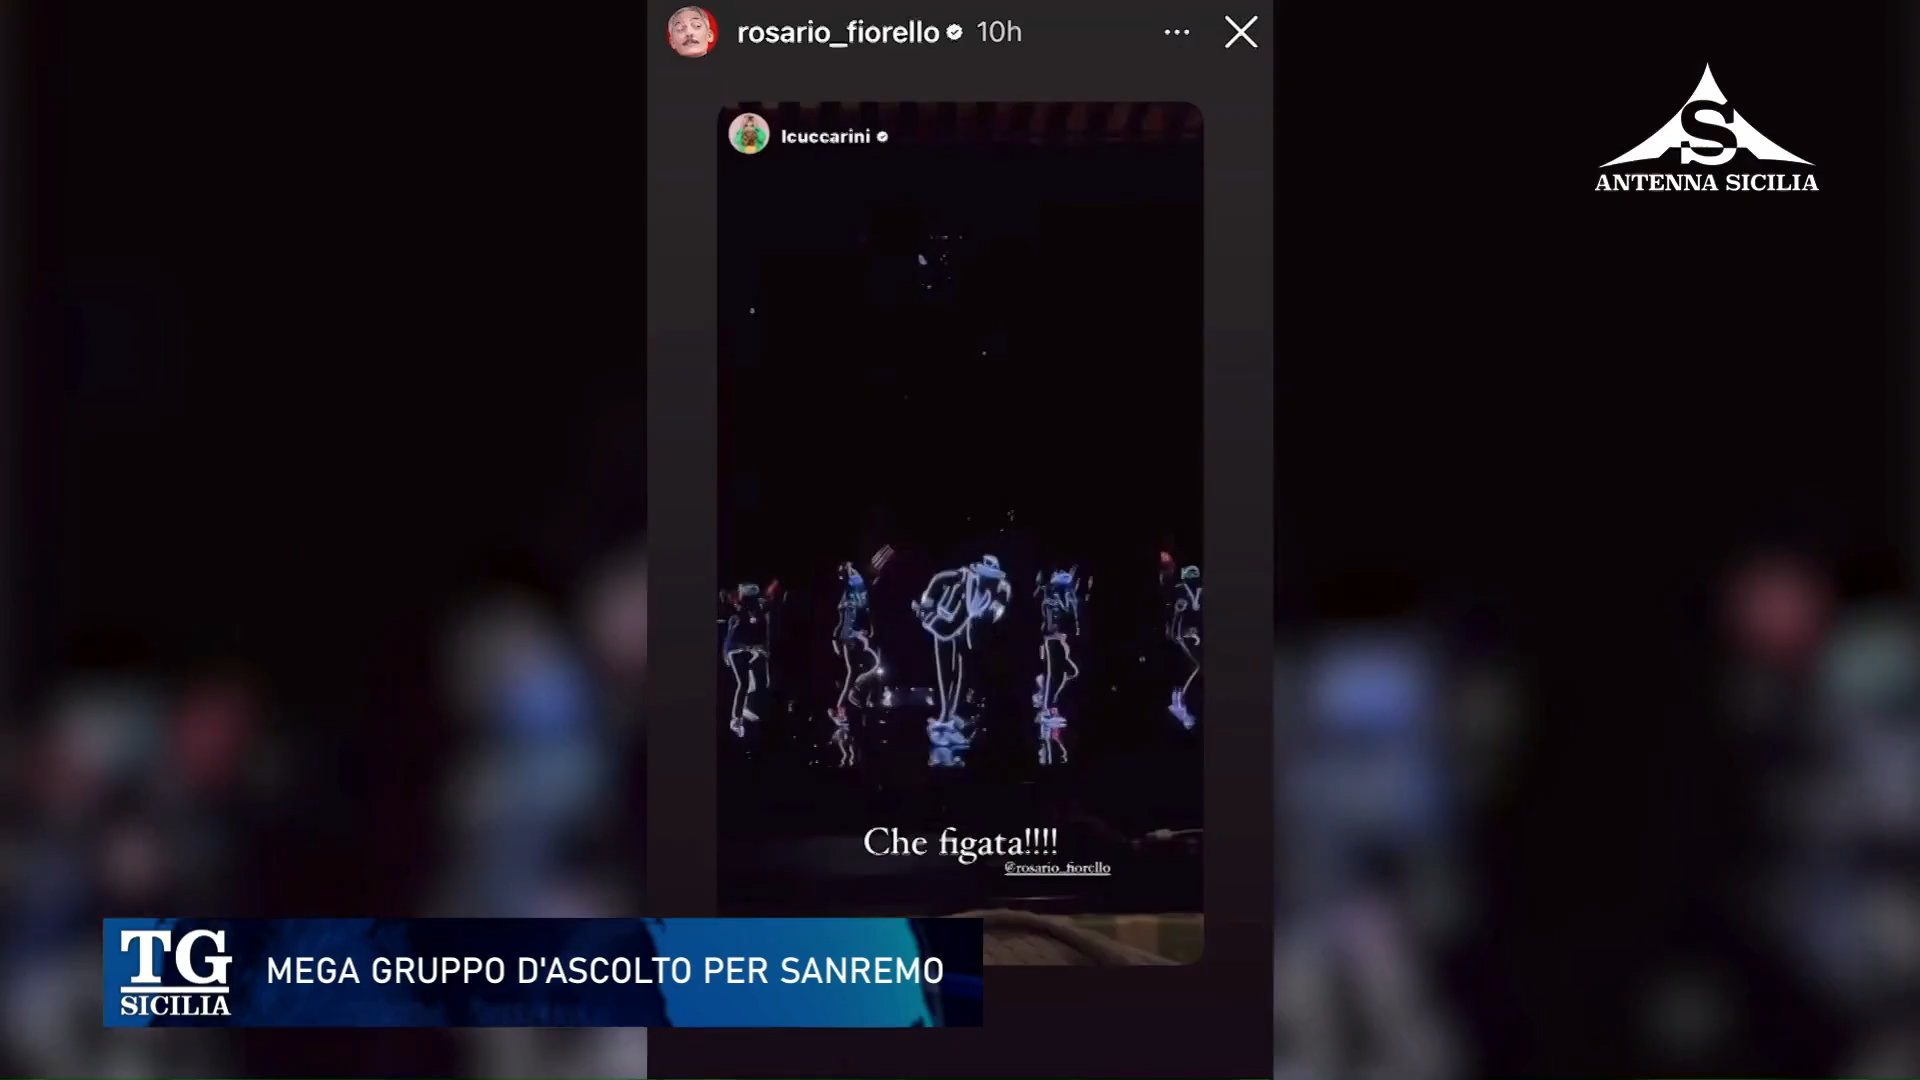 rosario_fiorello 10h
lcuccarini
S
ANTENNA SICILIA
Che figata!!!!
@rosario_fiorello
TG
SICILIA
MEGA GRUPPO D'ASCOLTO PER SANREMO